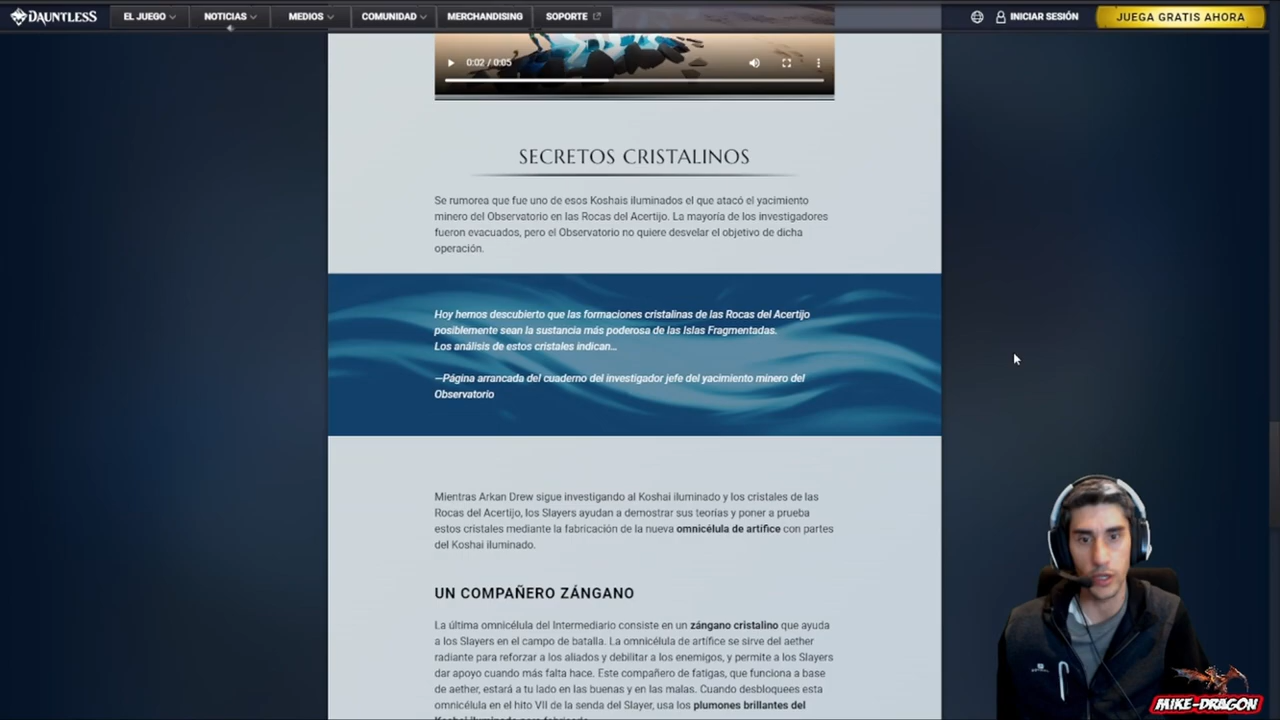 DAUNTLESS EL JUEGO NOTICIAS MEDIOS COMUNIDAD MERCHANDISING SOPORTE INICIAR SESIÓN JUEGA GRATIS AHORA
0:02 / 0:05
SECRETOS CRISTALINOS
Se rumorea que fue uno de esos Koshais iluminados el que atacó el yacimiento
minero del Observatorio en las Rocas del Acertijo. La mayoría de los investigadores
fueron evacuados, pero el Observatorio no quiere desvelar el objetivo de dicha
operación.
Hoy hemos descubierto que las formaciones cristalinas de las Rocas del Acertijo
posiblemente sean la sustancia más poderosa de las Islas Fragmentadas.
Los análisis de estos cristales indican...
—Página arrancada del cuaderno del investigador jefe del yacimiento minero del
Observatorio
Mientras Arkan Drew sigue investigando al Koshai iluminado y los cristales de las
Rocas del Acertijo, los Slayers ayudan a demostrar sus teorías y poner a prueba
estos cristales mediante la fabricación de la nueva omnicélula de artífice con partes
del Koshai iluminado.
UN COMPAÑERO ZÁNGANO
La última omnicélula del Intermediario consiste en un zángano cristalino que ayuda
a los Slayers en el campo de batalla. La omnicélula de artífice se sirve del aether
radiante para reforzar a los aliados y debilitar a los enemigos, y permite a los Slayers
dar apoyo cuando más falta hace. Este compañero de fatigas, que funciona a base
de aether, estará a tu lado en las buenas y en las malas. Cuando desbloquees esta
omnicélula en el hito VII de la senda del Slayer, usa los plumones brillantes del
Koshai iluminado para fabricarla.
MIKE-DRAGON